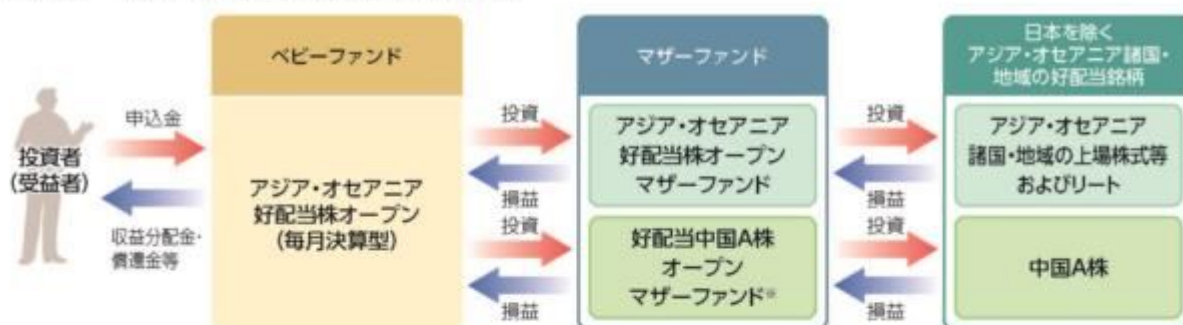 ベビーファンド
マザーファンド
日本を除く
アジア・オセアニア諸国・
地域の好配当銘柄
投資者
(受益者)
申込金
収益分配金・
償還金等
アジア・オセアニア
好配当株オープン
(毎月決算型)
投資
損益
投資
損益
アジア・オセアニア
好配当株オープン
マザーファンド
好配当中国A株
オープン
マザーファンド※
投資
損益
投資
損益
アジア・オセアニア
諸国・地域の上場株式等
およびリート
中国A株